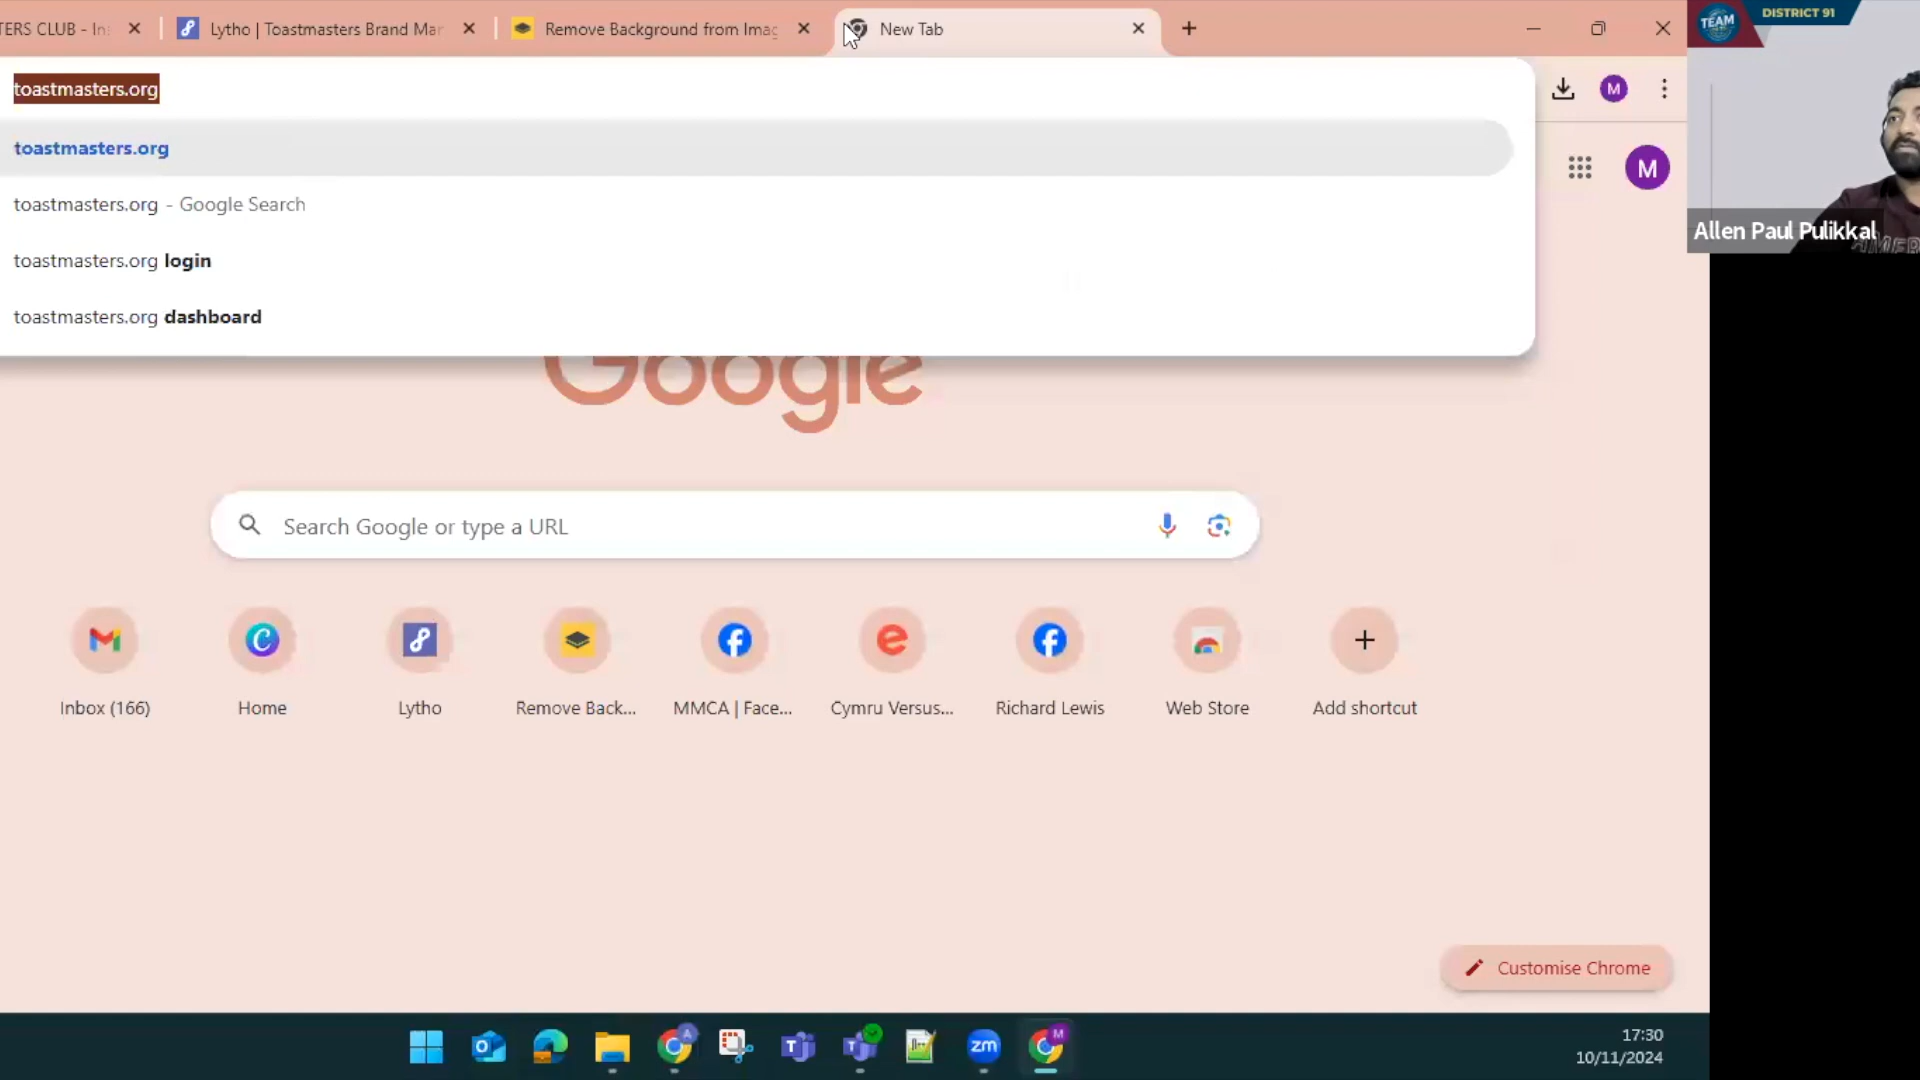 TERS CLUB - In
Lytho | Toastmasters Brand Mar
Remove Background from Imag
New Tab
toastmasters.org
toastmasters.org
toastmasters.org - Google Search
toastmasters.org login
toastmasters.org dashboard
M
M
TEAM
DISTRICT 91
Allen Paul Pulikkal
Google
Search Google or type a URL
Inbox (166)
Home
Lytho
Remove Back...
MMCA | Face...
Cymru Versus...
Richard Lewis
Web Store
Add shortcut
Customise Chrome
zm
A
M
17:30
10/11/2024